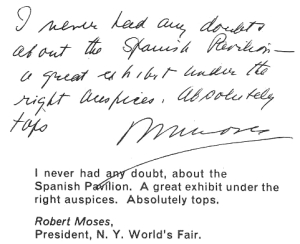 I never had any doubts
about the Spanish Pavilion—
a great exhibit under the
right auspices. Absolutely
tops
RMoses
I never had any doubt, about the
Spanish Pavilion. A great exhibit under the
right auspices. Absolutely tops.
Robert Moses,
President, N. Y. World's Fair.